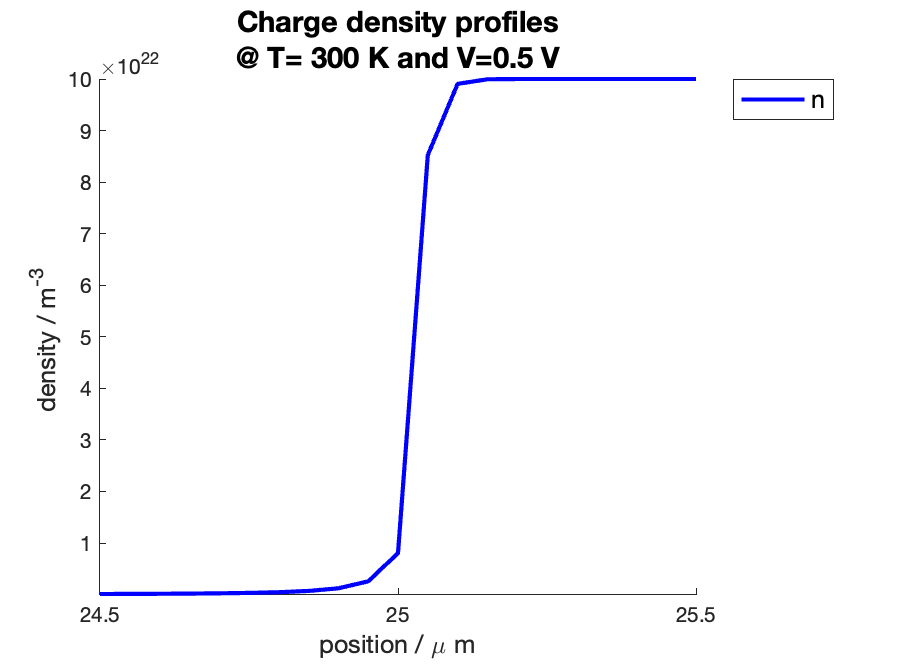 Charge density profiles
@ T= 300 K and V=0.5 V
×10^22
10
9
8
7
6
5
4
3
2
1
density / m^-3
24.5 25 25.5
position / μ m
n